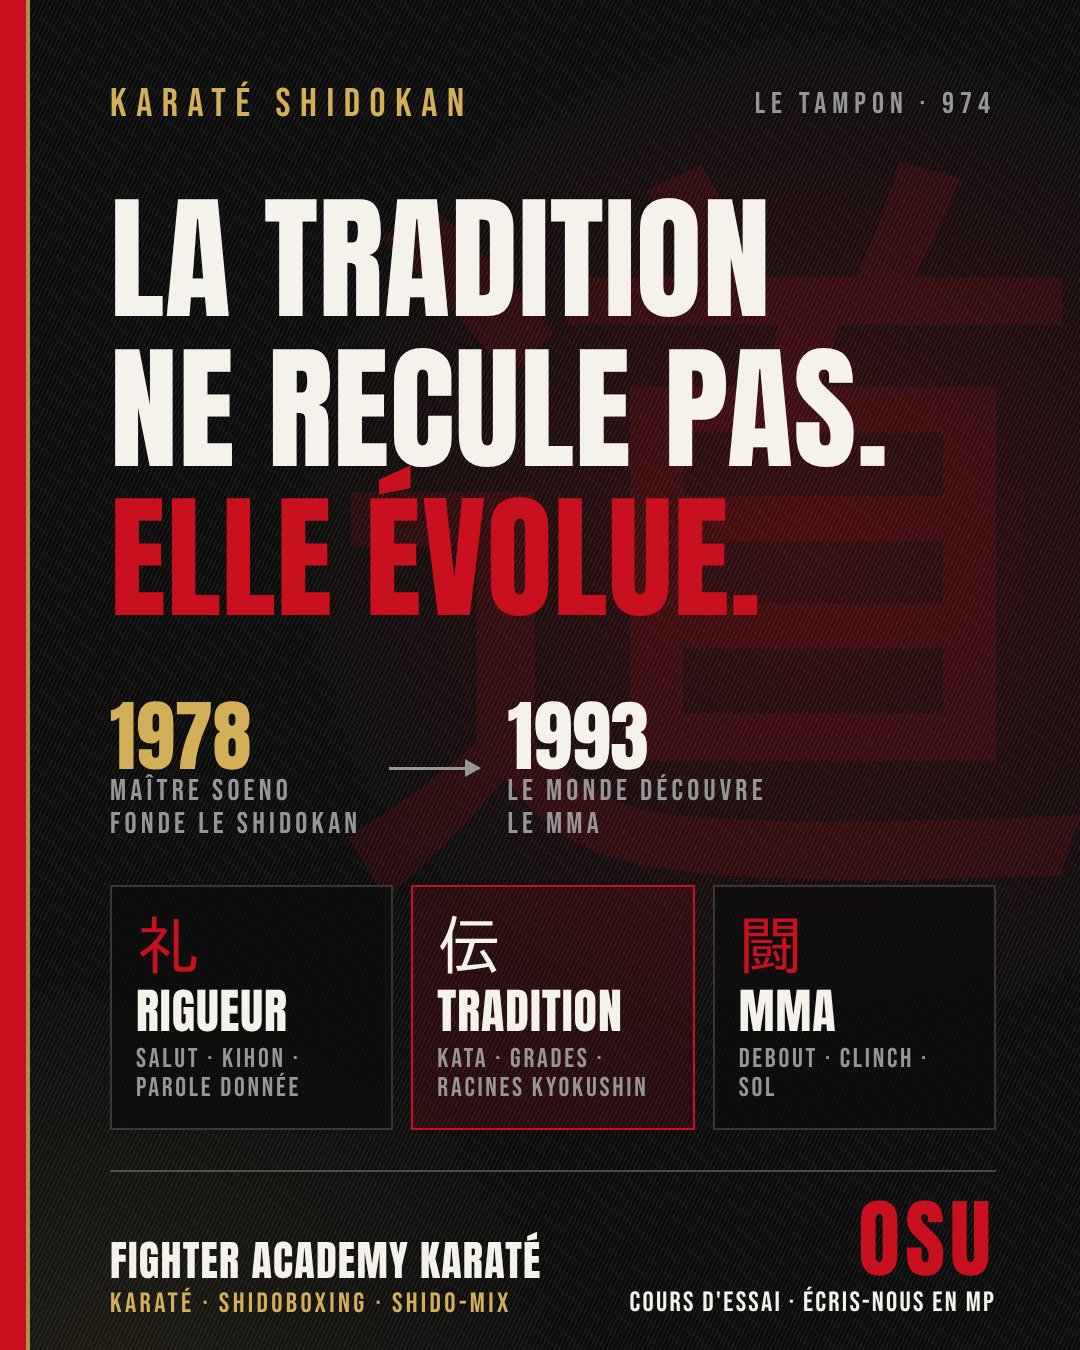 KARATÉ SHIDOKAN
LE TAMPON · 974
道
LA TRADITION
NE RECULE PAS.
ELLE ÉVOLUE.
1978
MAÎTRE SOENO
FONDE LE SHIDOKAN
1993
LE MONDE DÉCOUVRE
LE MMA
礼
RIGUEUR
SALUT · KIHON ·
PAROLE DONNÉE
伝
TRADITION
KATA · GRADES ·
RACINES KYOKUSHIN
闘
MMA
DEBOUT · CLINCH ·
SOL
FIGHTER ACADEMY KARATÉ
KARATÉ · SHIDOBOXING · SHIDO-MIX
OSU
COURS D'ESSAI · ÉCRIS-NOUS EN MP